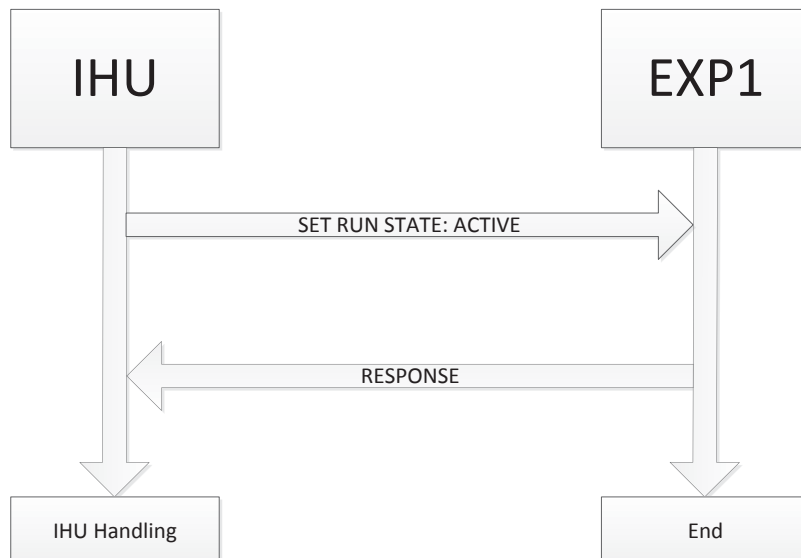 IHU
EXP1
SET RUN STATE: ACTIVE
RESPONSE
IHU Handling
End